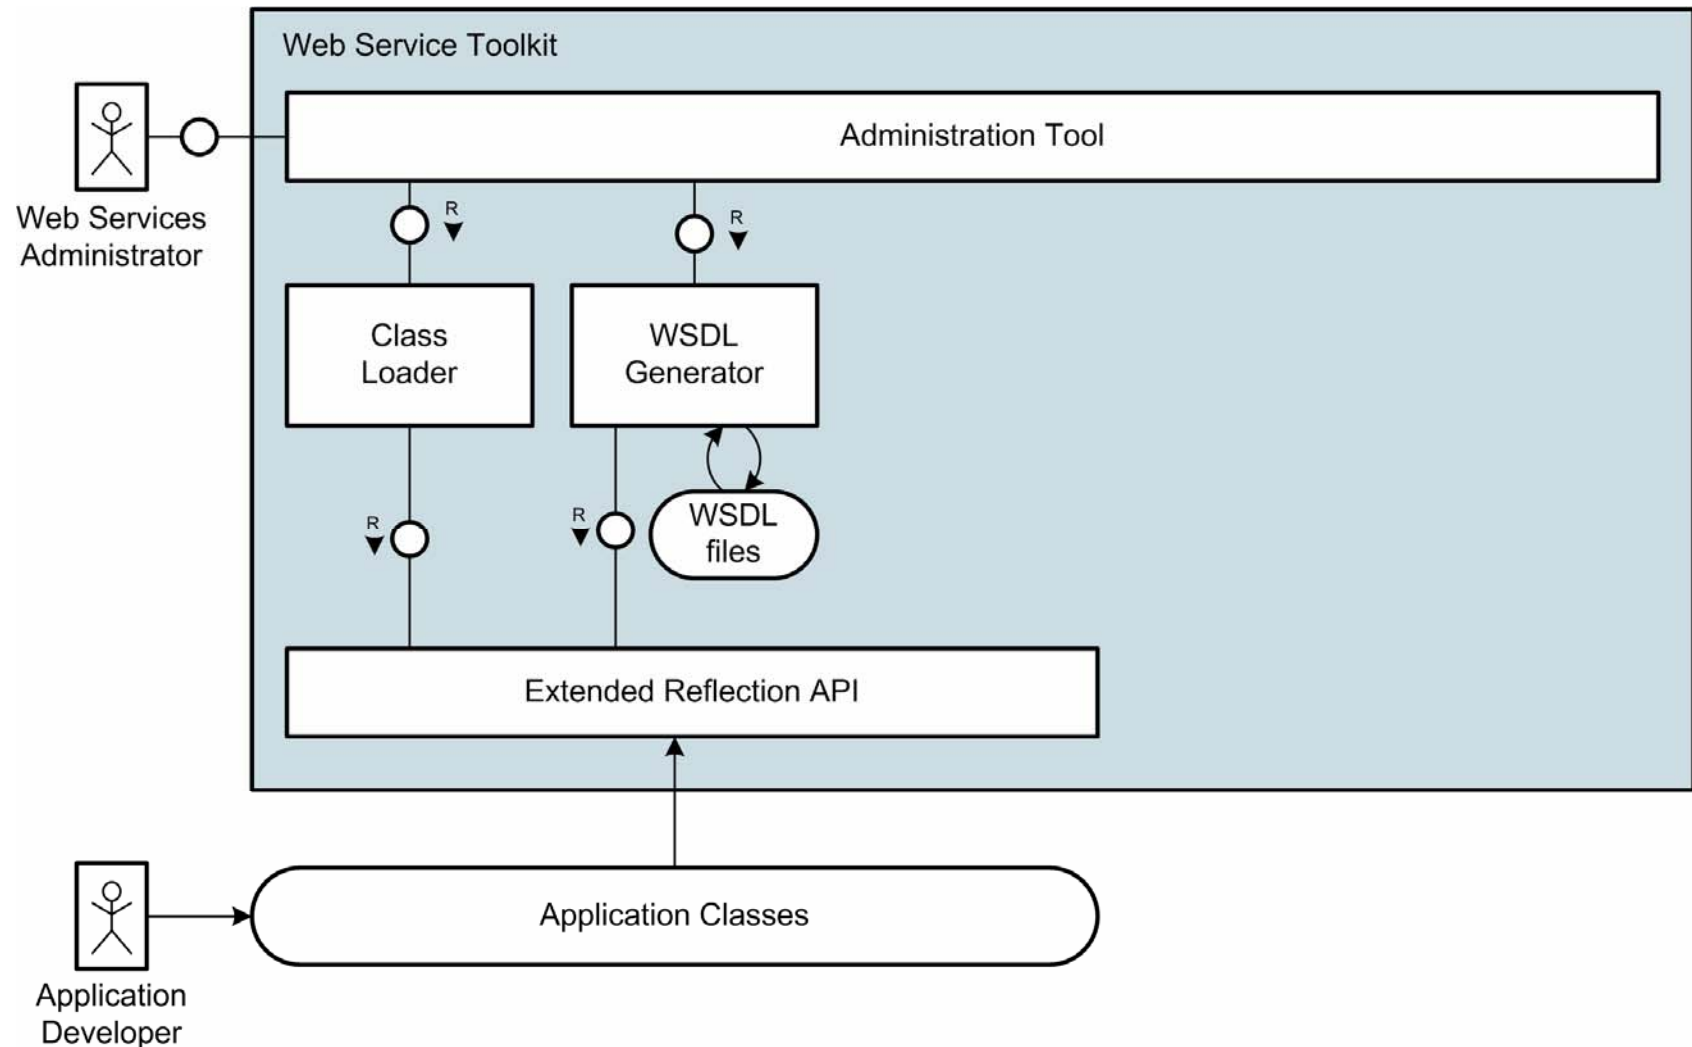 Web Service Toolkit
Administration Tool
Web Services
Administrator
R
R
Class
Loader
WSDL
Generator
R
R
WSDL
files
Extended Reflection API
Application Classes
Application
Developer